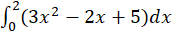 ∫₀²(3x² − 2x + 5)dx